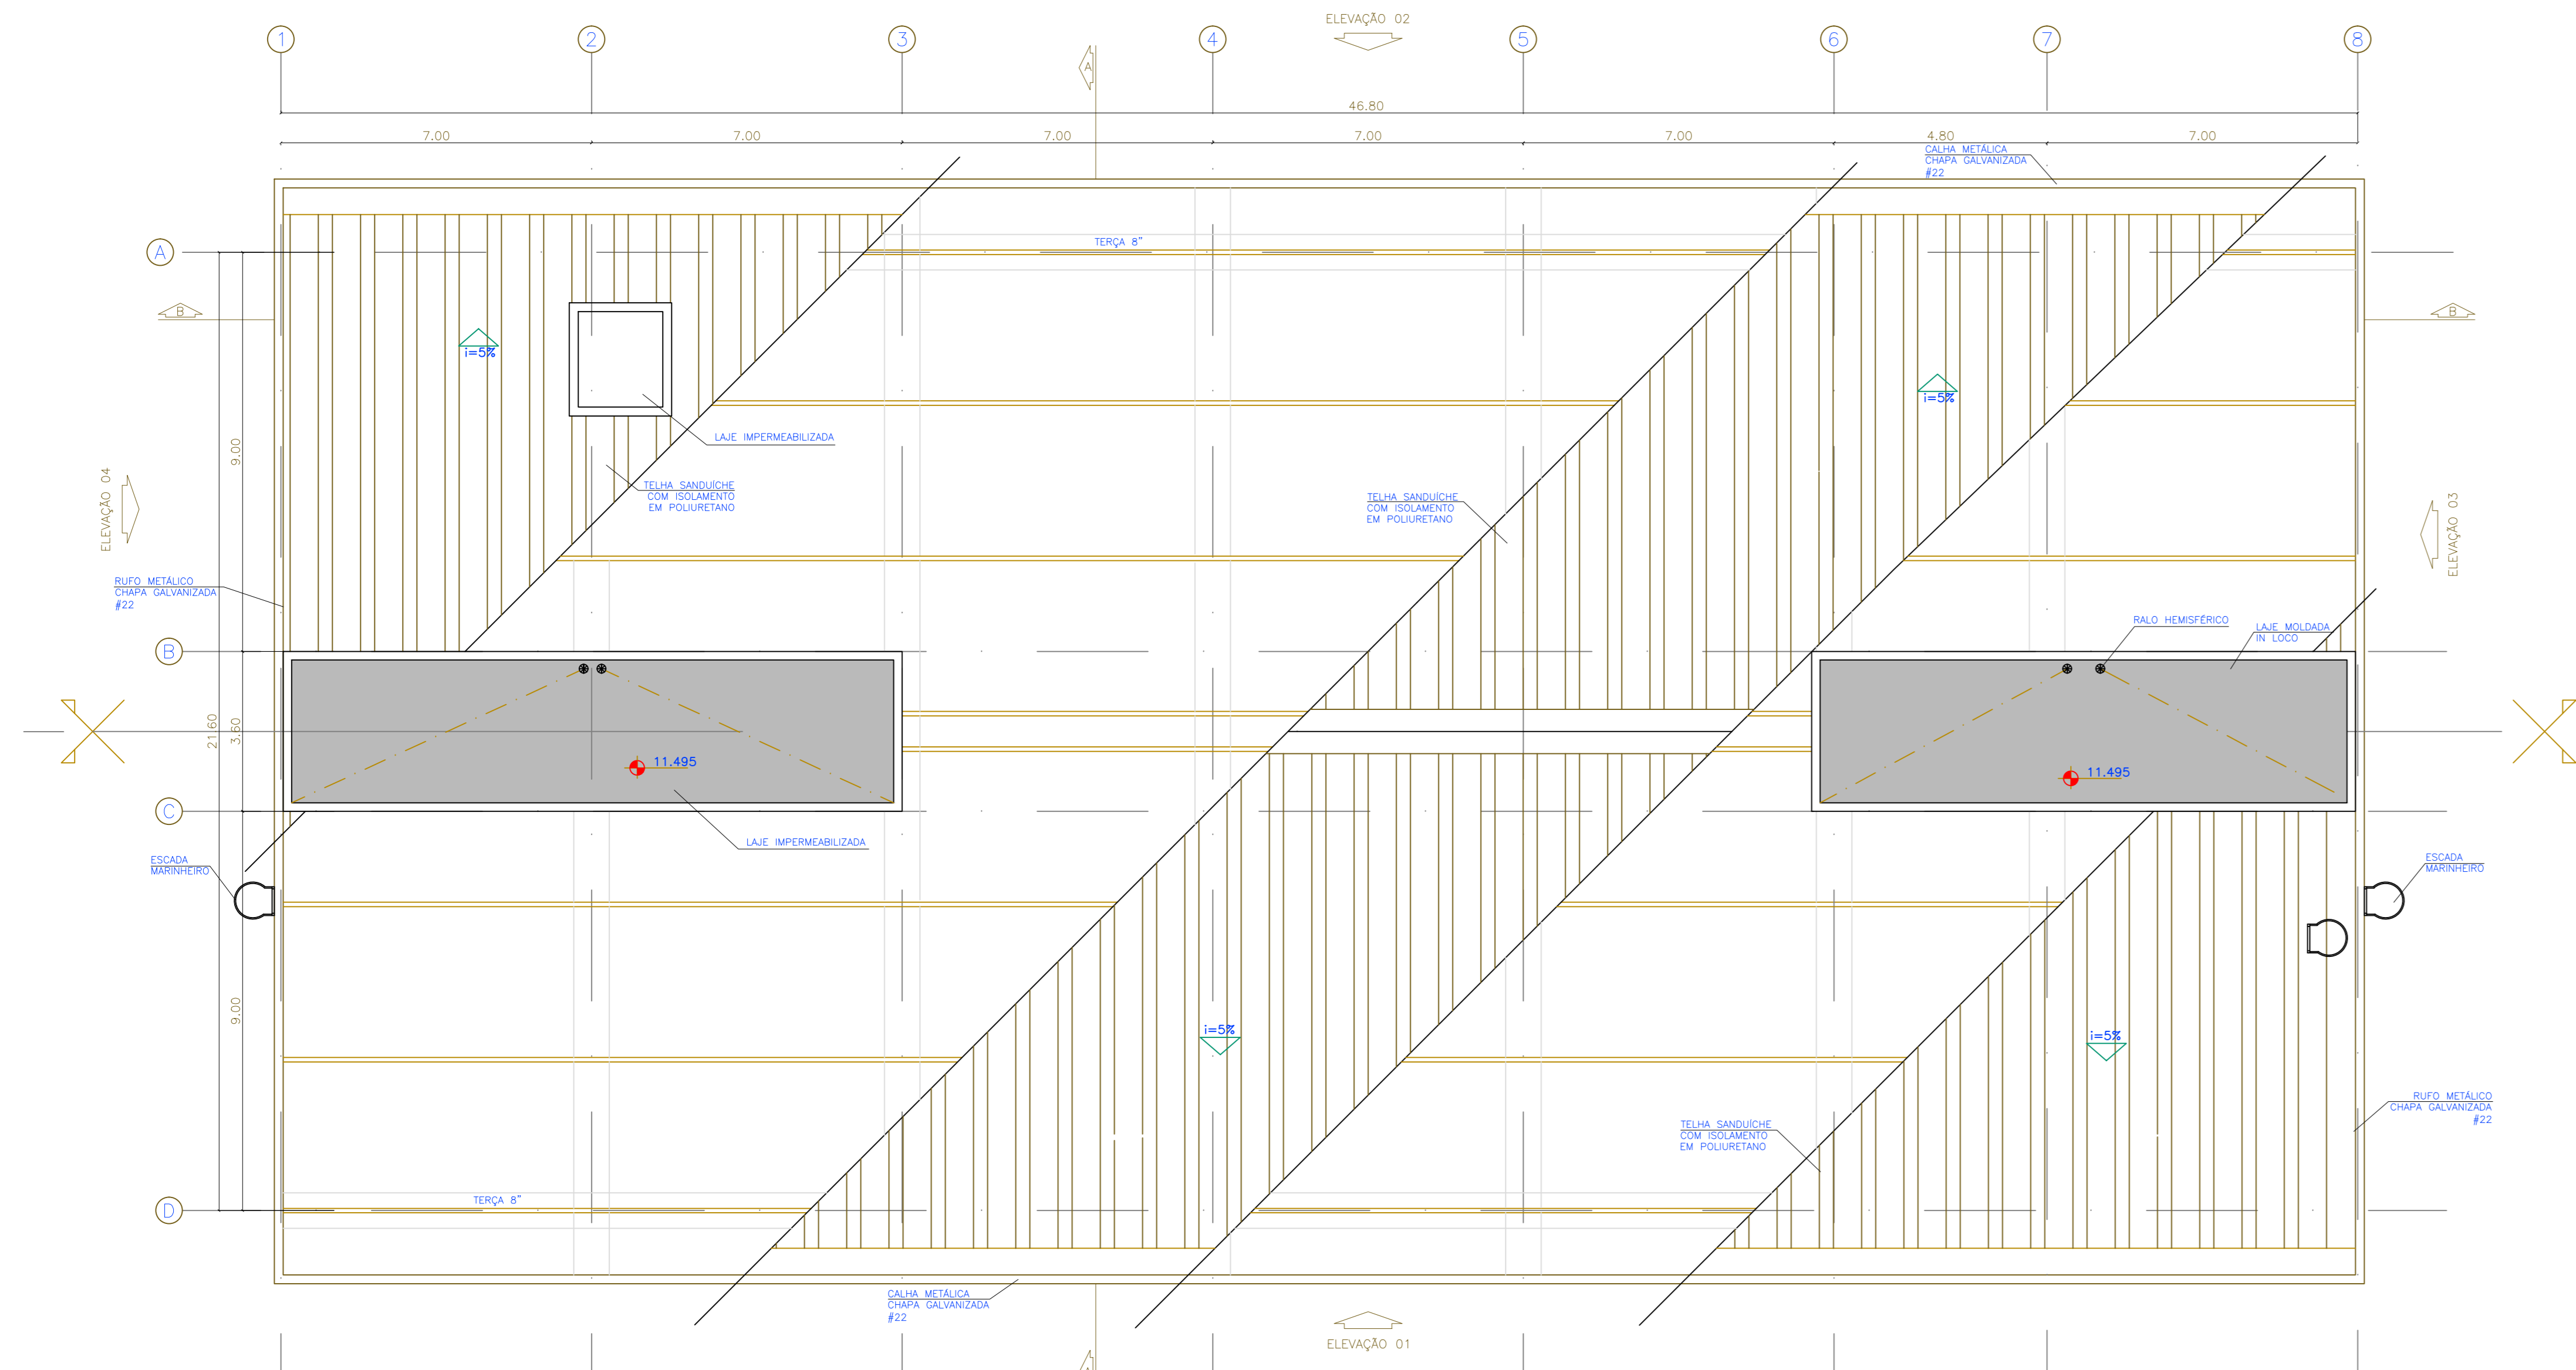 ELEVAÇÃO 02
1
2
3
4
5
6
7
8
A
46.80
7.00
7.00
7.00
7.00
7.00
4.80
7.00
CALHA METÁLICA
CHAPA GALVANIZADA
#22
A
TERÇA 8"
B
B
i=5%
i=5%
9.00
LAJE IMPERMEABILIZADA
TELHA SANDUÍCHE
COM ISOLAMENTO
EM POLIURETANO
TELHA SANDUÍCHE
COM ISOLAMENTO
EM POLIURETANO
ELEVAÇÃO 04
ELEVAÇÃO 03
RUFO METÁLICO
CHAPA GALVANIZADA
#22
RALO HEMISFÉRICO
LAJE MOLDADA
IN LOCO
B
21.60
3.60
11.495
11.495
C
LAJE IMPERMEABILIZADA
ESCADA
MARINHEIRO
ESCADA
MARINHEIRO
9.00
i=5%
i=5%
RUFO METÁLICO
CHAPA GALVANIZADA
#22
TELHA SANDUÍCHE
COM ISOLAMENTO
EM POLIURETANO
TERÇA 8"
D
CALHA METÁLICA
CHAPA GALVANIZADA
#22
ELEVAÇÃO 01